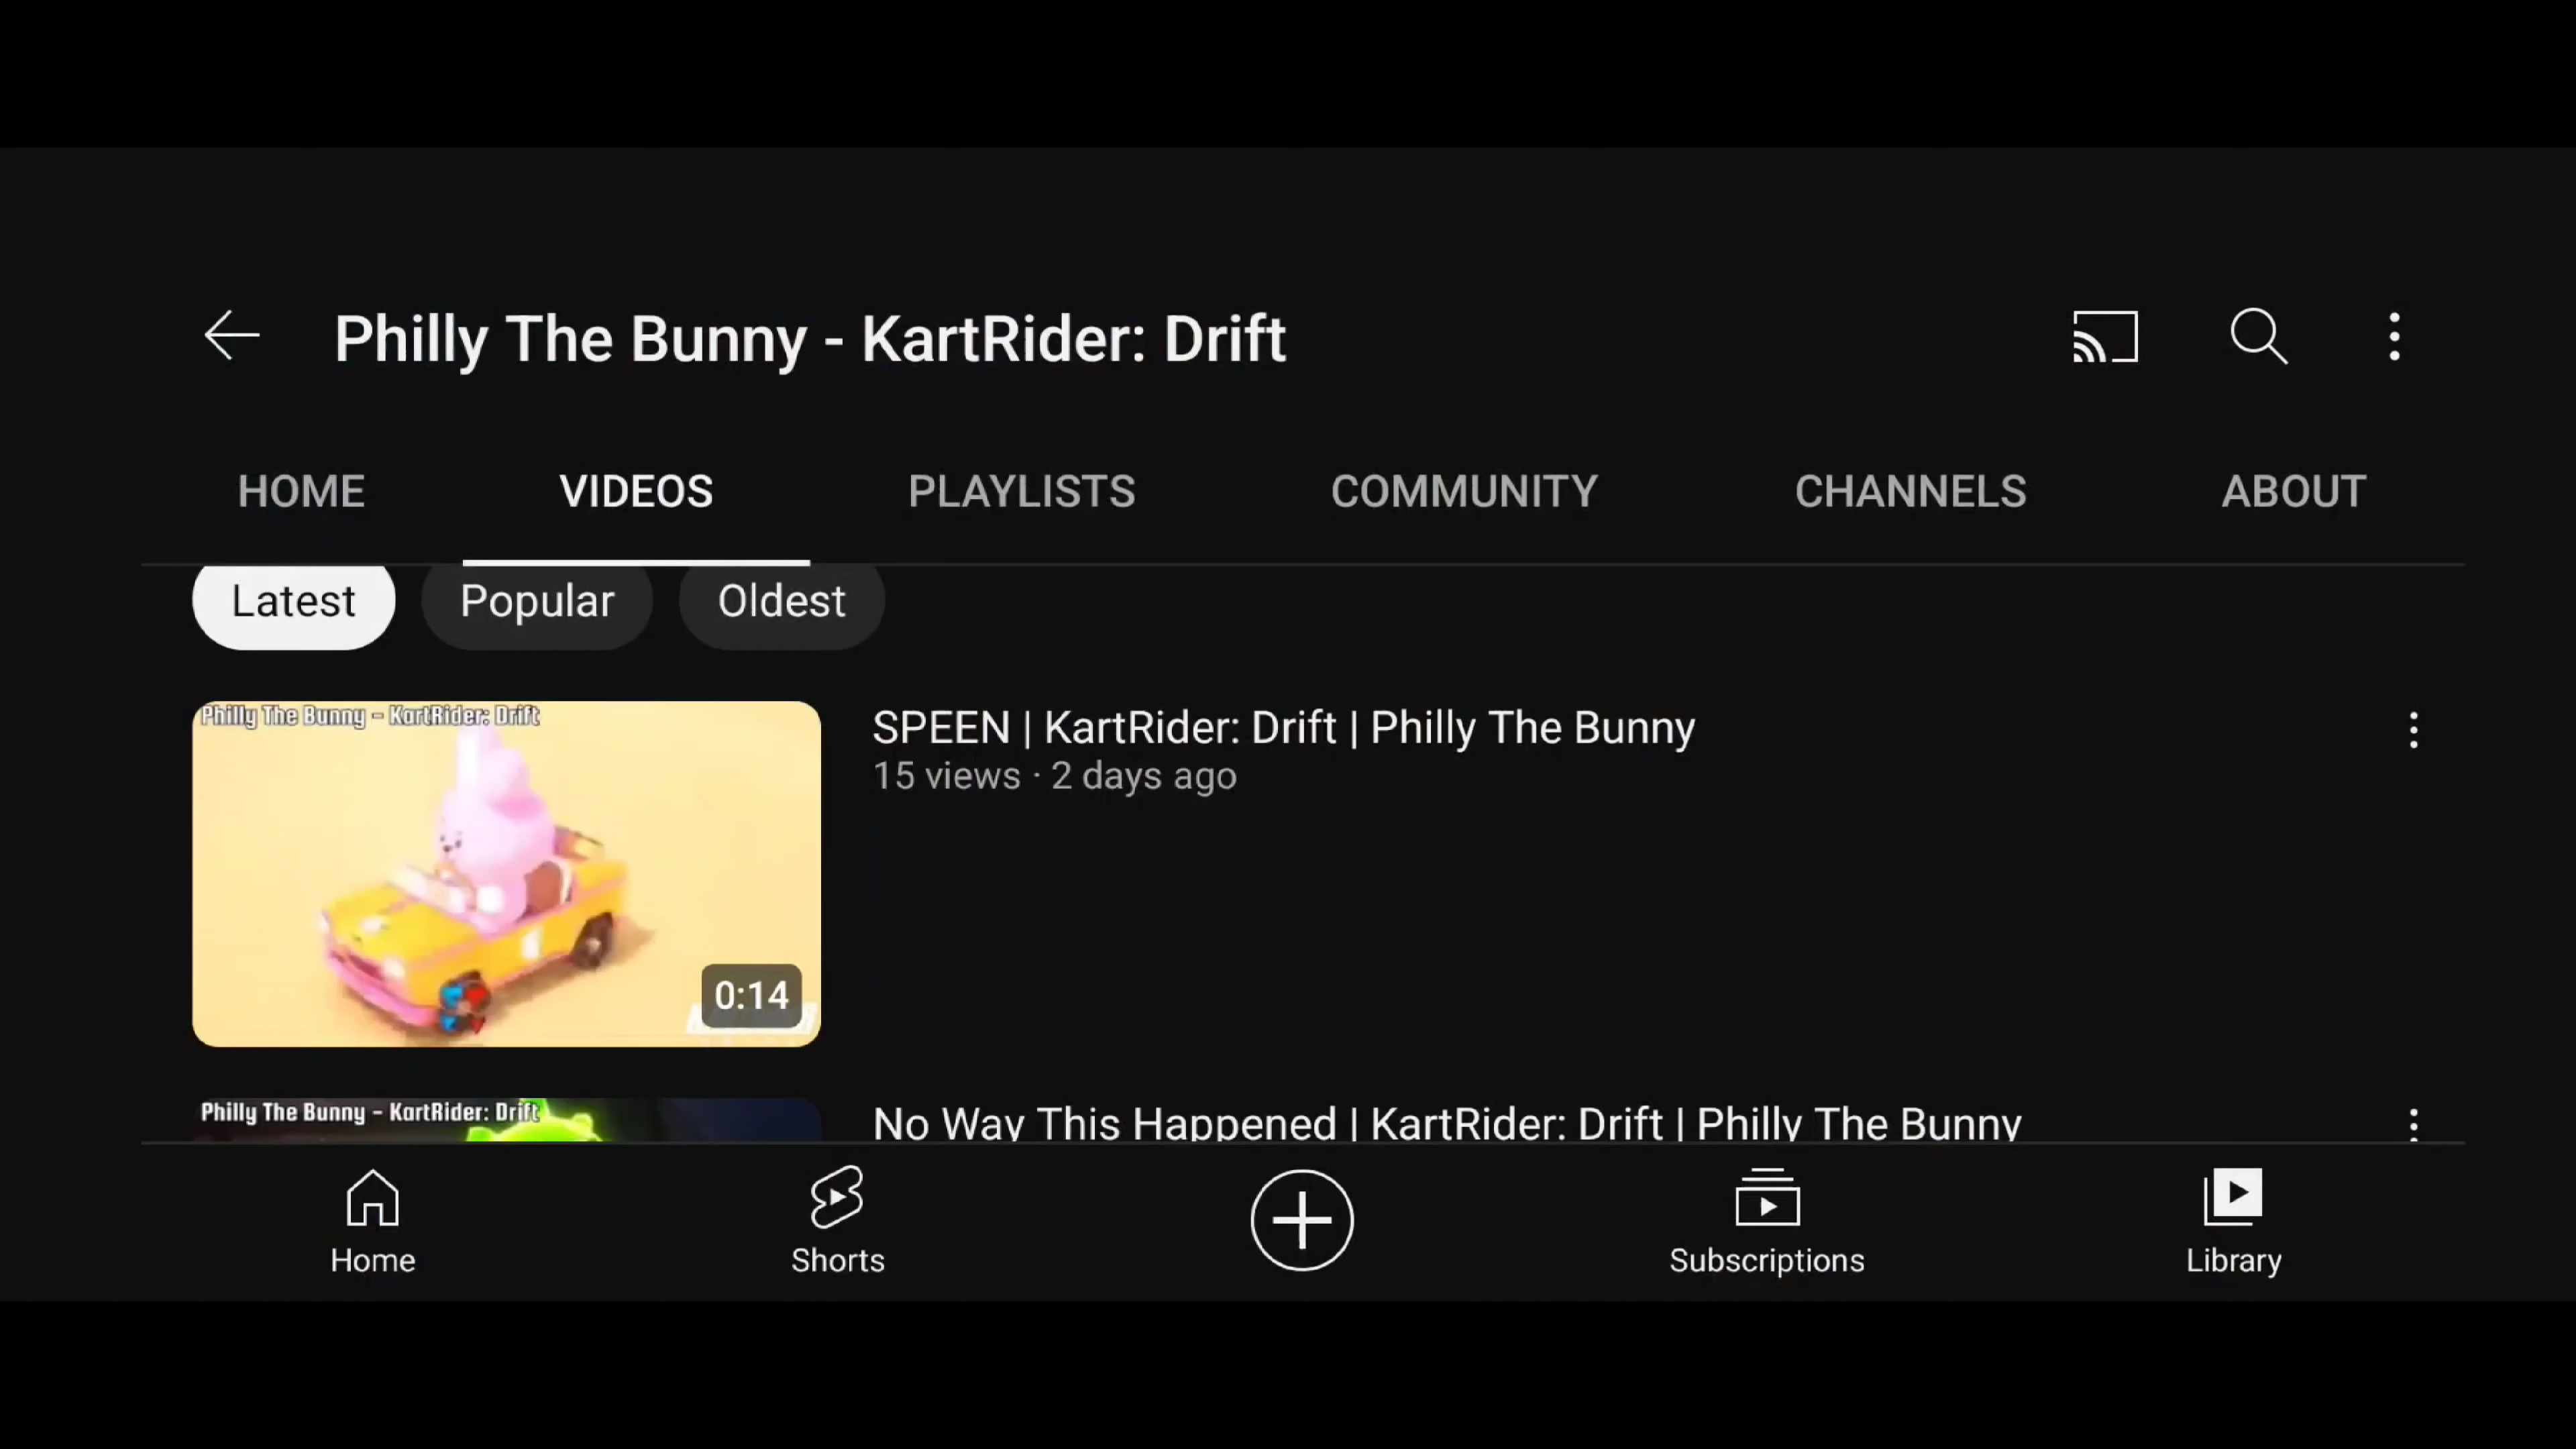 Philly The Bunny - KartRider: Drift
HOME VIDEOS PLAYLISTS COMMUNITY CHANNELS ABOUT
Latest Popular Oldest
Philly The Bunny - KartRider: Drift
0:14
SPEEN | KartRider: Drift | Philly The Bunny
15 views · 2 days ago
Philly The Bunny - KartRider: Drift
No Way This Happened | KartRider: Drift | Philly The Bunny
Home Shorts Subscriptions Library